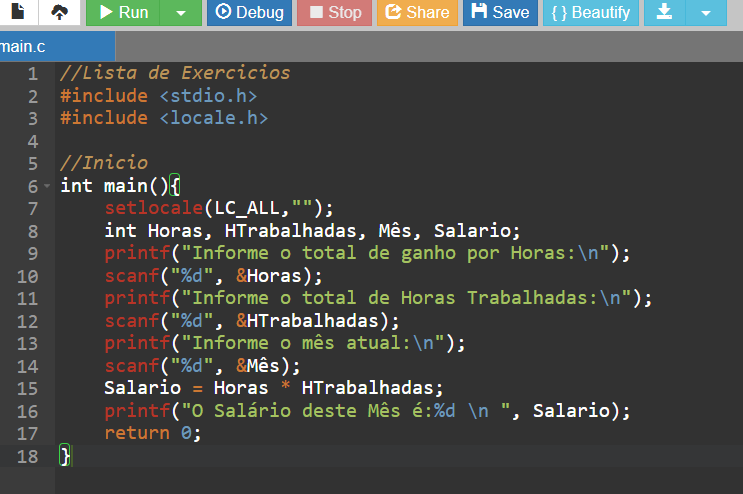 Run Debug Stop Share Save { } Beautify
main.c
1 //Lista de Exercicios
2 #include <stdio.h>
3 #include <locale.h>
4
5 //Inicio
6 int main(){
7     setlocale(LC_ALL,"");
8     int Horas, HTrabalhadas, Mês, Salario;
9     printf("Informe o total de ganho por Horas:\n");
10     scanf("%d", &Horas);
11     printf("Informe o total de Horas Trabalhadas:\n");
12     scanf("%d", &HTrabalhadas);
13     printf("Informe o mês atual:\n");
14     scanf("%d", &Mês);
15     Salario = Horas * HTrabalhadas;
16     printf("O Salário deste Mês é:%d \n ", Salario);
17     return 0;
18 }